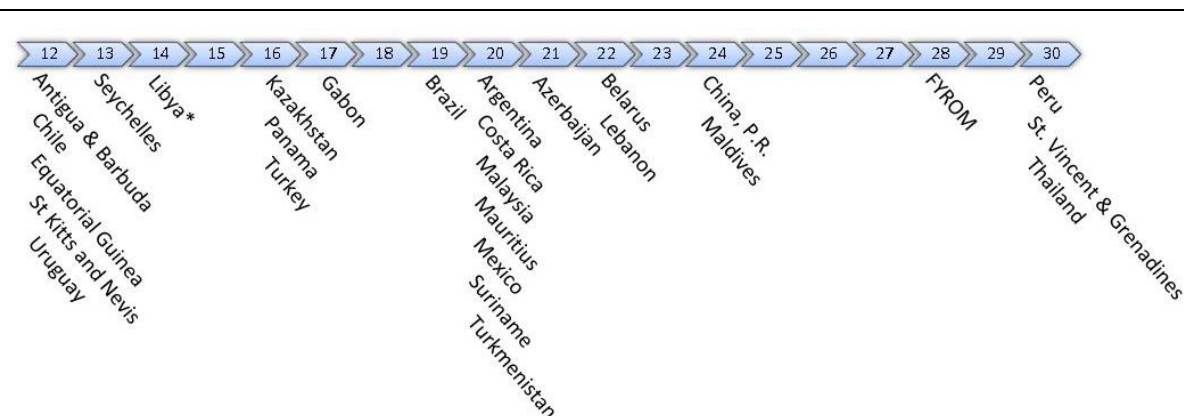 12 13 14 15 16 17 18 19 20 21 22 23 24 25 26 27 28 29 30
Antigua & Barbuda
Chile
Equatorial Guinea
St Kitts and Nevis
Uruguay
Seychelles
Libya*
Kazakhstan
Panama
Turkey
Gabon
Brazil
Argentina
Costa Rica
Malaysia
Mauritius
Mexico
Suriname
Turkmenistan
Azerbaijan
Belarus
Lebanon
China, P.R.
Maldives
FYROM
Peru
St. Vincent & Grenadines
Thailand